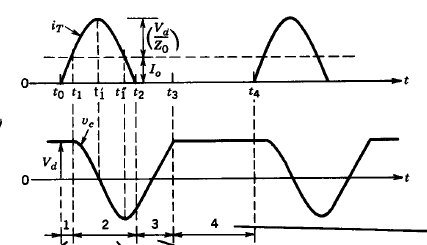 i_T
(V_d/Z_0)
I_o
0
t
t_0 t_1 t_1' t_1'' t_2 t_3 t_4
v_c
V_d
0
t
1 2 3 4